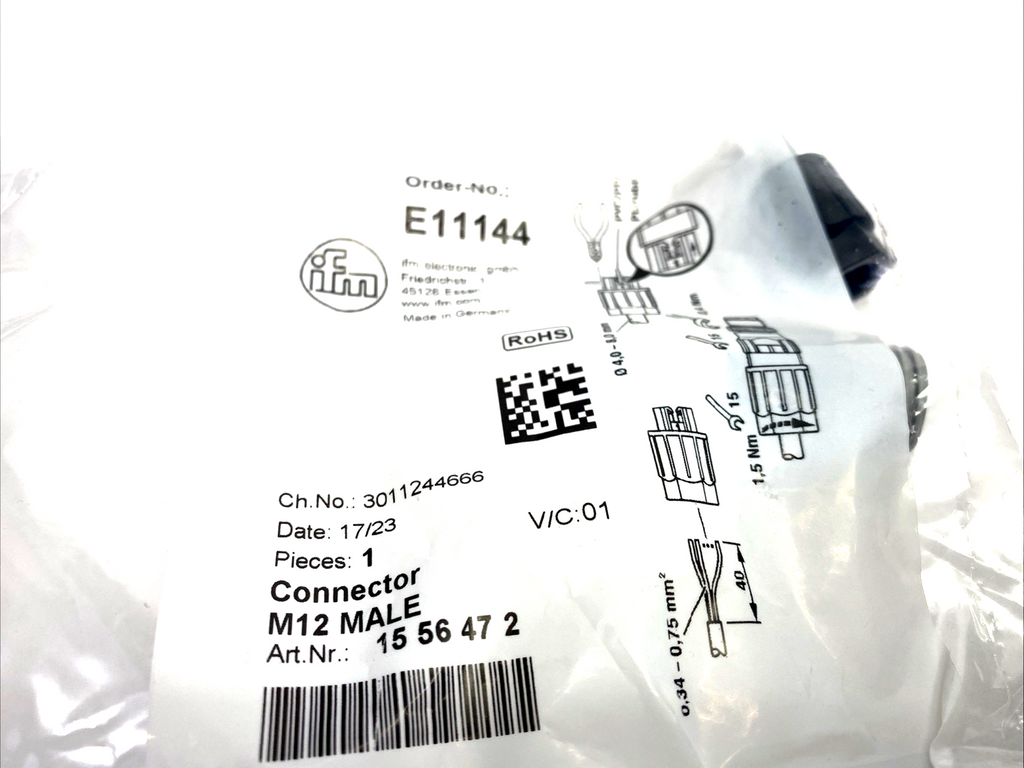 Order-No.:
E11144
ifm
ifm electronic gmbh
Friedrichstr. 1
45128 Essen
www.ifm.com
Made in Germany
RoHS
Ch.No.: 3011244666
Date: 17/23
V/C:01
Pieces: 1
Connector
M12 MALE
Art.Nr.: 15 56 47 2
15
1,5 Nm
40
0,34 – 0,75 mm²